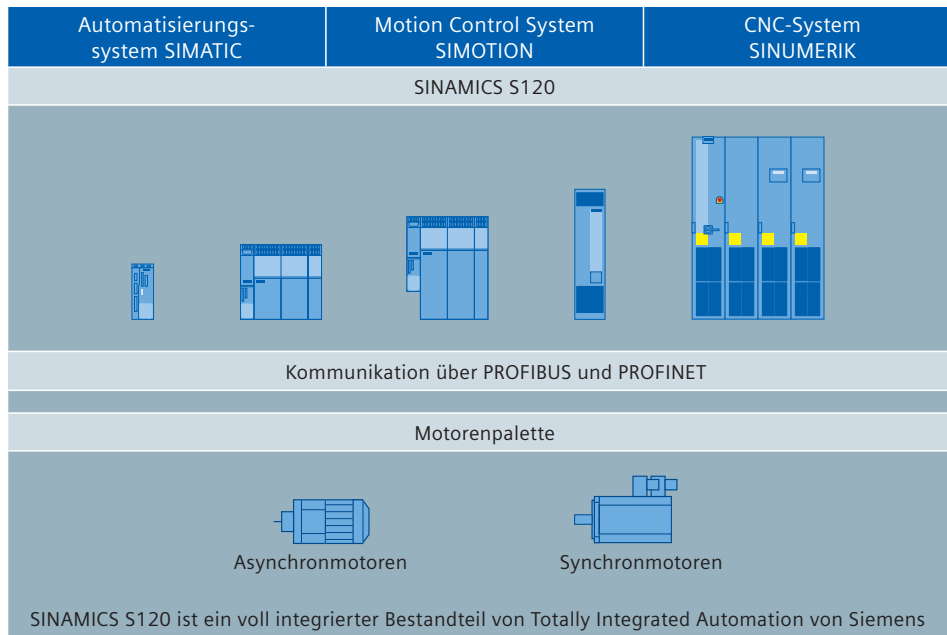 Automatisierungs-
system SIMATIC
Motion Control System
SIMOTION
CNC-System
SINUMERIK
SINAMICS S120
Kommunikation über PROFIBUS und PROFINET
Motorenpalette
Asynchronmotoren
Synchronmotoren
SINAMICS S120 ist ein voll integrierter Bestandteil von Totally Integrated Automation von Siemens